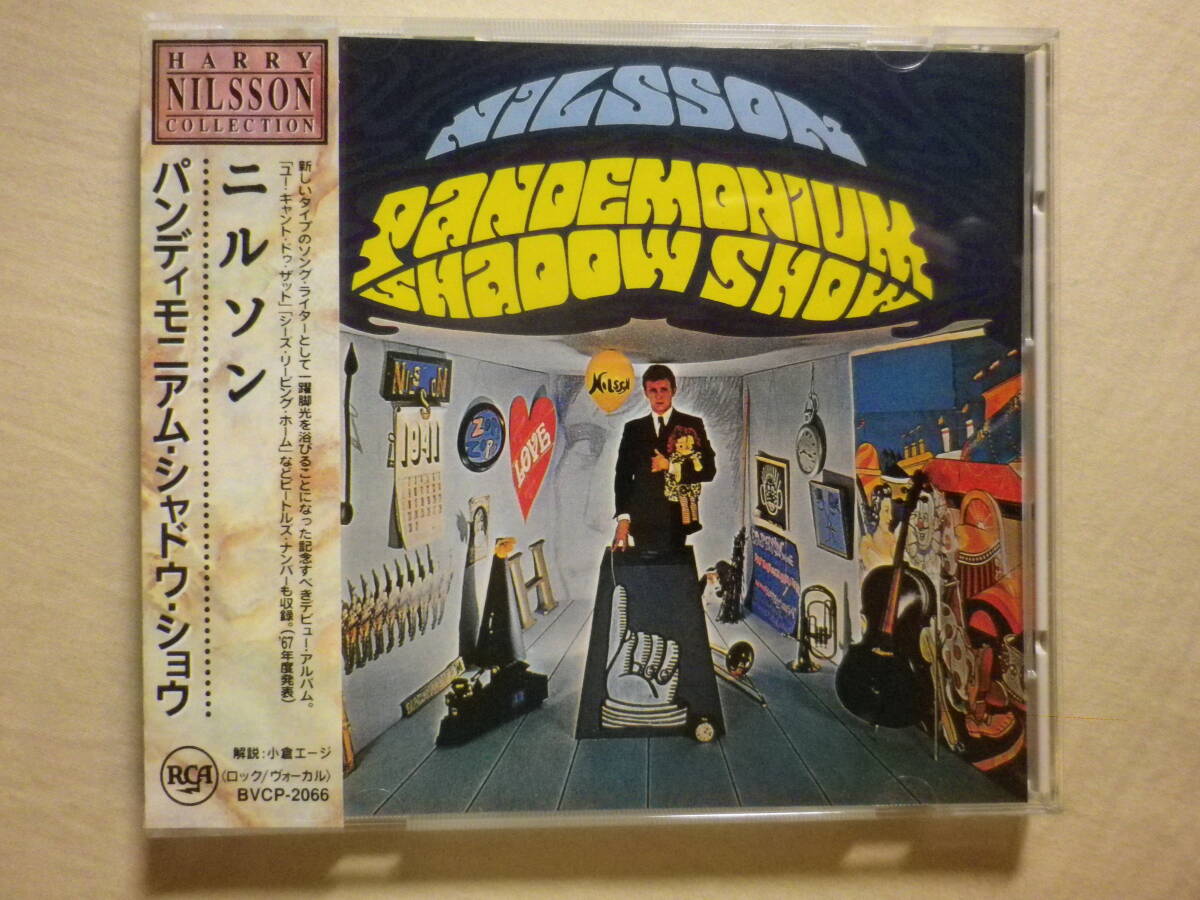 HARRY
NILSSON
COLLECTION
ニルソン
パンディモニアム・シャドウ・ショウ
新しいタイプのソング・ライターとして一躍脚光を浴びることになった記念すべきデビュー・アルバム。
「ユー・キャント・ドゥ・ザット」「シーズ・リービング・ホーム」などビートルズ・ナンバーも収録。('67年度発表)
解説:小倉エージ
〈ロック/ヴォーカル〉
BVCP-2066
RCA
NILSSON
PANDEMONIUM
SHADOW SHOW
NILSSON
1941
LOVE
NILSSON
H